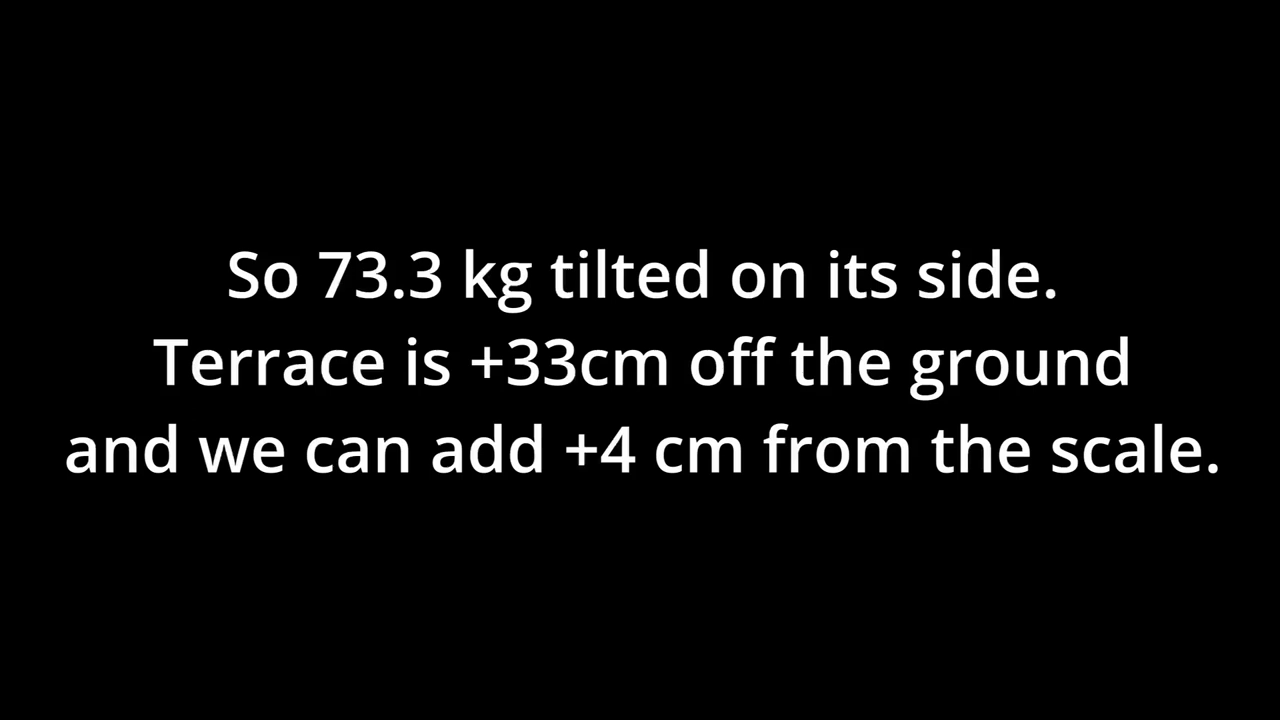 So 73.3 kg tilted on its side.
Terrace is +33cm off the ground
and we can add +4 cm from the scale.